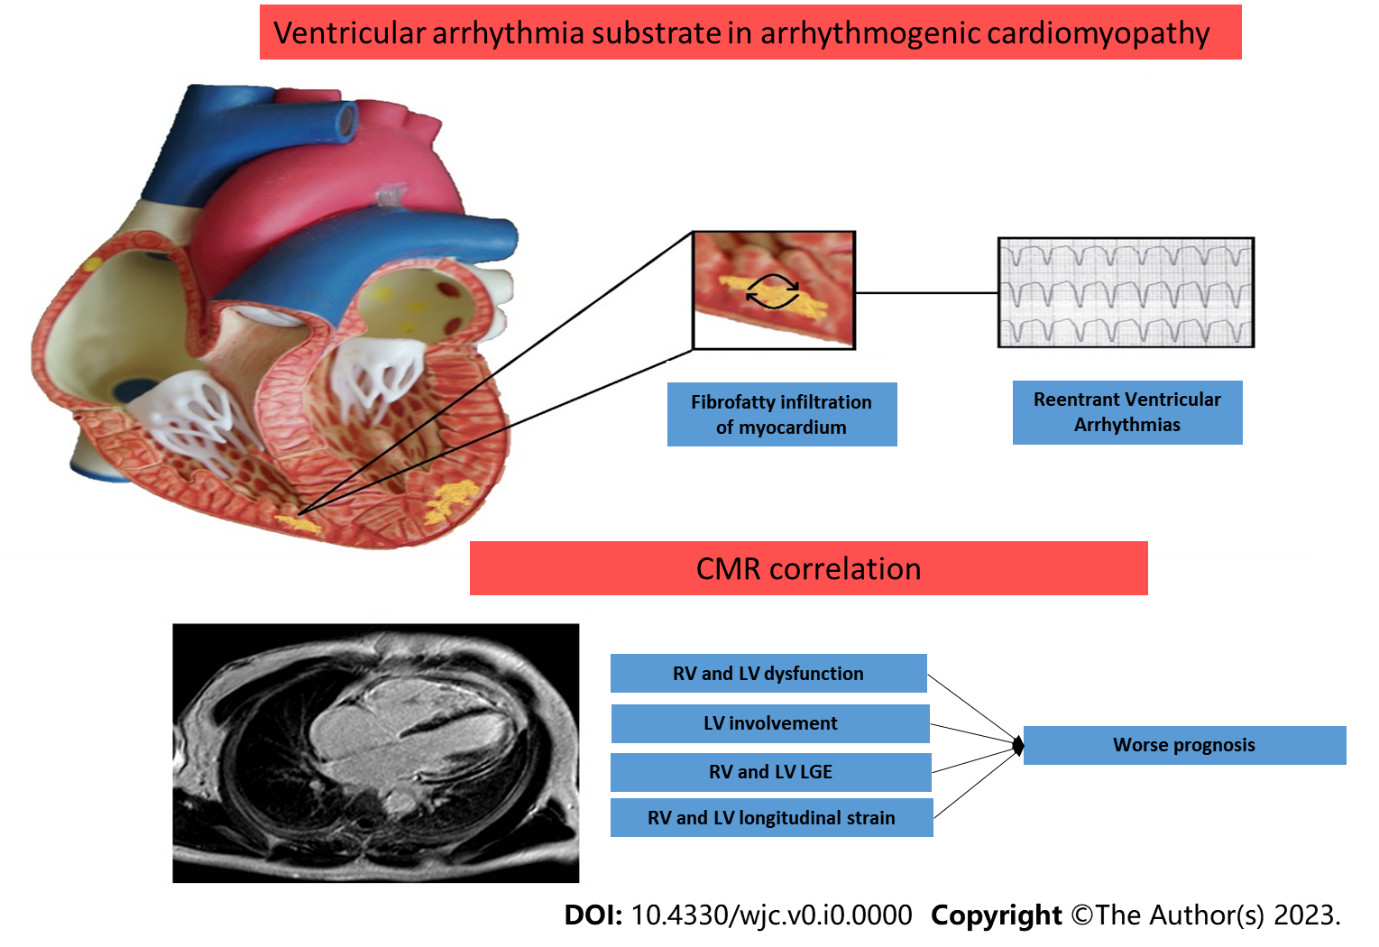 Ventricular arrhythmia substrate in arrhythmogenic cardiomyopathy
Fibrofatty infiltration
of myocardium
Reentrant Ventricular
Arrhythmias
CMR correlation
RV and LV dysfunction
LV involvement
RV and LV LGE
RV and LV longitudinal strain
Worse prognosis
DOI: 10.4330/wjc.v0.i0.0000 Copyright ©The Author(s) 2023.